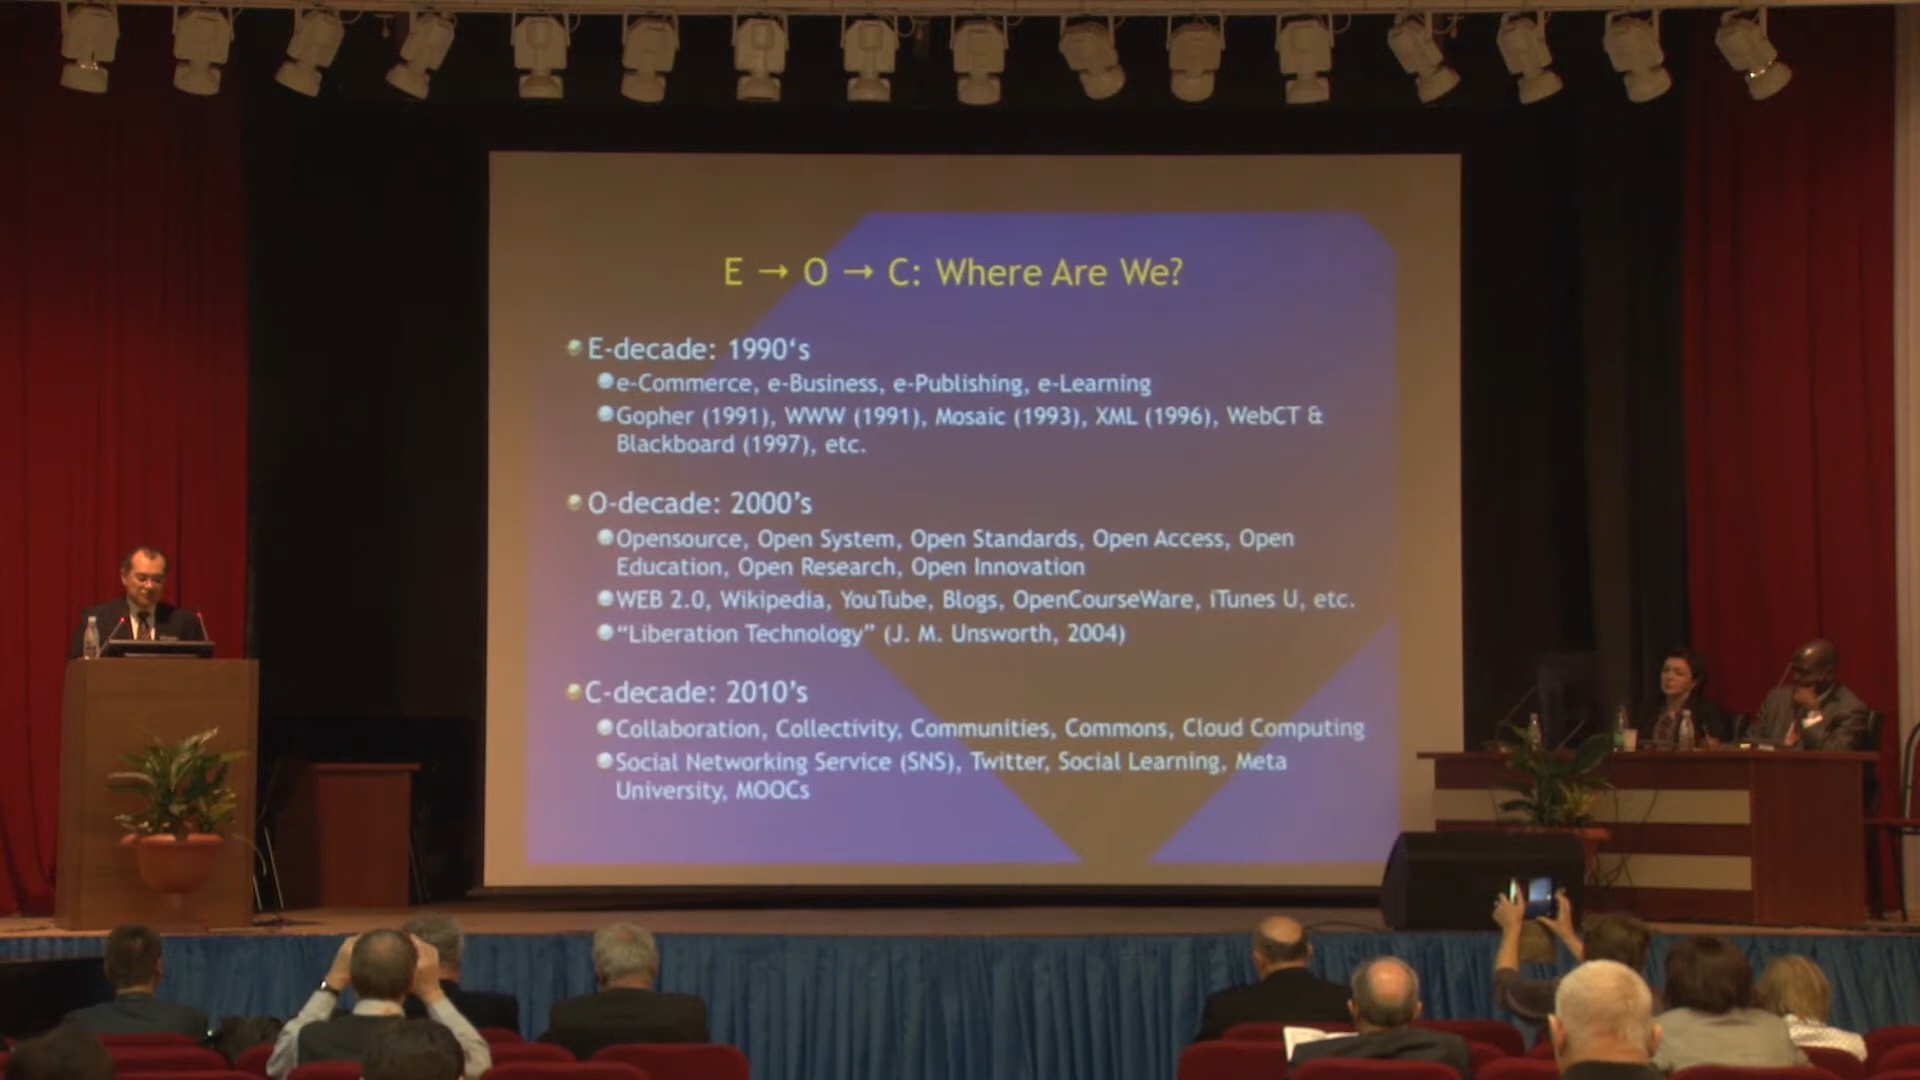 E → O → C: Where Are We?
E-decade: 1990‘s
e-Commerce, e-Business, e-Publishing, e-Learning
Gopher (1991), WWW (1991), Mosaic (1993), XML (1996), WebCT &
Blackboard (1997), etc.
O-decade: 2000’s
Opensource, Open System, Open Standards, Open Access, Open
Education, Open Research, Open Innovation
WEB 2.0, Wikipedia, YouTube, Blogs, OpenCourseWare, iTunes U, etc.
“Liberation Technology” (J. M. Unsworth, 2004)
C-decade: 2010’s
Collaboration, Collectivity, Communities, Commons, Cloud Computing
Social Networking Service (SNS), Twitter, Social Learning, Meta
University, MOOCs